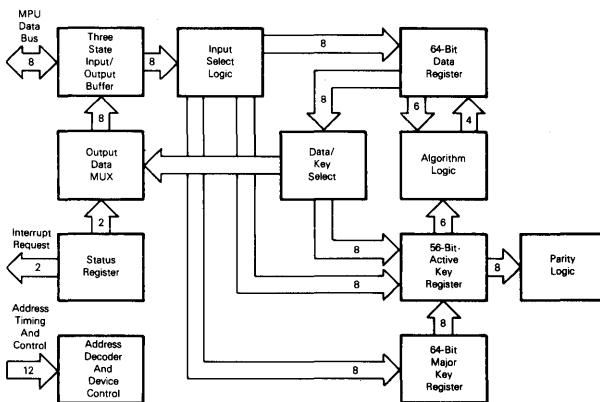 MPU
Data
Bus
8
Three
State
Input/
Output
Buffer
8
Input
Select
Logic
8
64-Bit
Data
Register
8
8
6
4
Output
Data
MUX
Data/
Key
Select
Algorithm
Logic
2
6
Interrupt
Request
2
Status
Register
8
8
56-Bit-
Active Key
Register
8
Parity
Logic
Address
Timing
And
Control
12
Address
Decoder
And
Device
Control
8
8
64-Bit
Major Key
Register